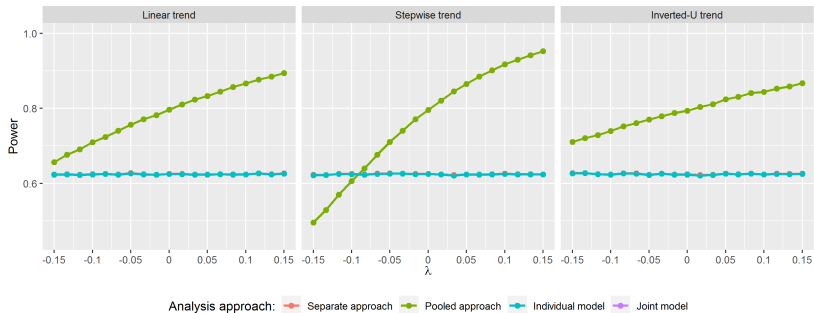 Linear trend
Stepwise trend
Inverted-U trend
Power
1.0
0.8
0.6
-0.15 -0.1 -0.05 0 0.05 0.1 0.15
-0.15 -0.1 -0.05 0 0.05 0.1 0.15
-0.15 -0.1 -0.05 0 0.05 0.1 0.15
λ
Analysis approach: Separate approach Pooled approach Individual model Joint model